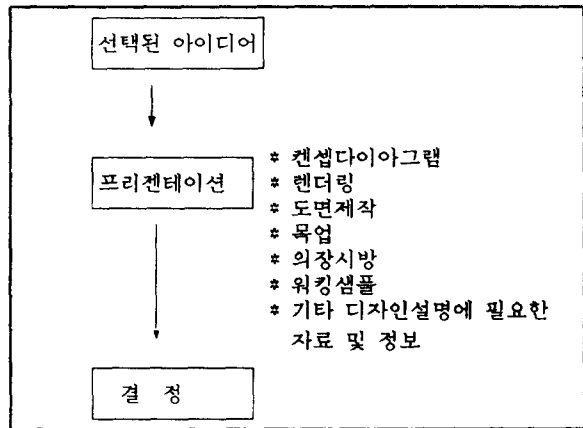 선택된 아이디어
프리젠테이션
* 켄셉다이아그램
* 렌더링
* 도면제작
* 목업
* 의장시방
* 워킹샘플
* 기타 디자인설명에 필요한
자료 및 정보
결 정